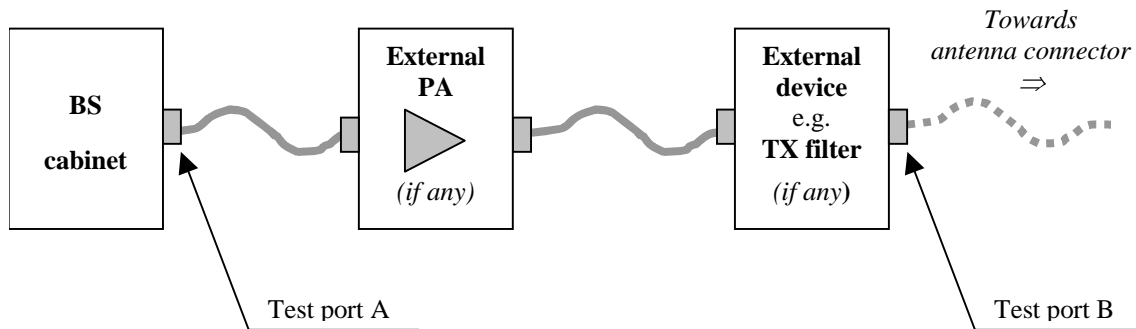 BS
cabinet
External
PA
(if any)
External
device
e.g.
TX filter
(if any)
Towards
antenna connector
⇒
Test port A
Test port B